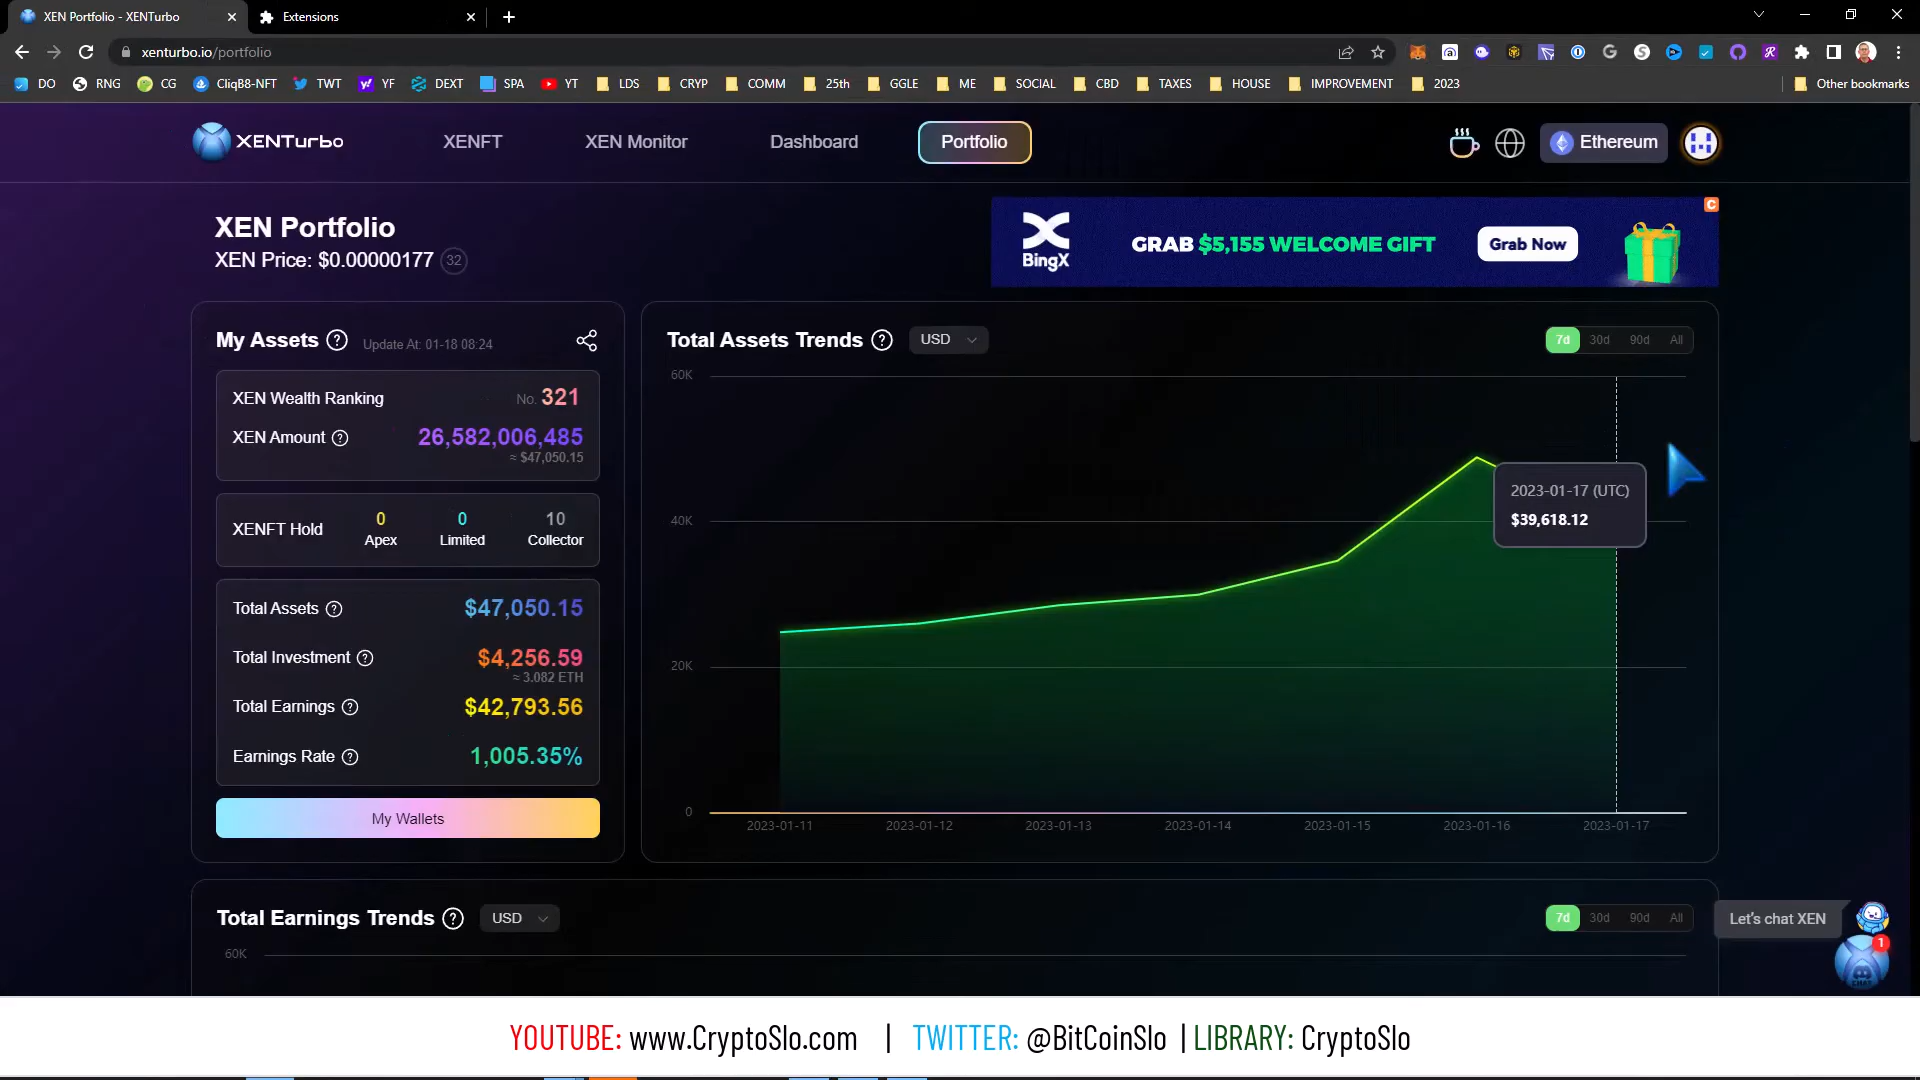 XEN Portfolio - XENTurbo
Extensions
xenturbo.io/portfolio
DO RNG CG CliqB8-NFT TWT YF DEXT SPA YT LDS CRYP COMM 25th GGLE ME SOCIAL CBD TAXES HOUSE IMPROVEMENT 2023 Other bookmarks
XENTurbo XENFT XEN Monitor Dashboard Portfolio Ethereum
XEN Portfolio
XEN Price: $0.00000177 32
BingX
GRAB $5,155 WELCOME GIFT
Grab Now
C
My Assets ? Update At: 01-18 08:24
XEN Wealth Ranking No. 321
XEN Amount ? 26,582,006,485
≈ $47,050.15
XENFT Hold
0 0 10
Apex Limited Collector
Total Assets ? $47,050.15
Total Investment ? $4,256.59
≈ 3.082 ETH
Total Earnings ? $42,793.56
Earnings Rate ? 1,005.35%
My Wallets
Total Assets Trends ? USD 7d 30d 90d All
60K
40K
20K
0
2023-01-17 (UTC)
$39,618.12
2023-01-11 2023-01-12 2023-01-13 2023-01-14 2023-01-15 2023-01-16 2023-01-17
Total Earnings Trends ? USD 7d 30d 90d All
60K
Let's chat XEN
1
CHAT
YOUTUBE: www.CryptoSlo.com | TWITTER: @BitCoinSlo | LIBRARY: CryptoSlo